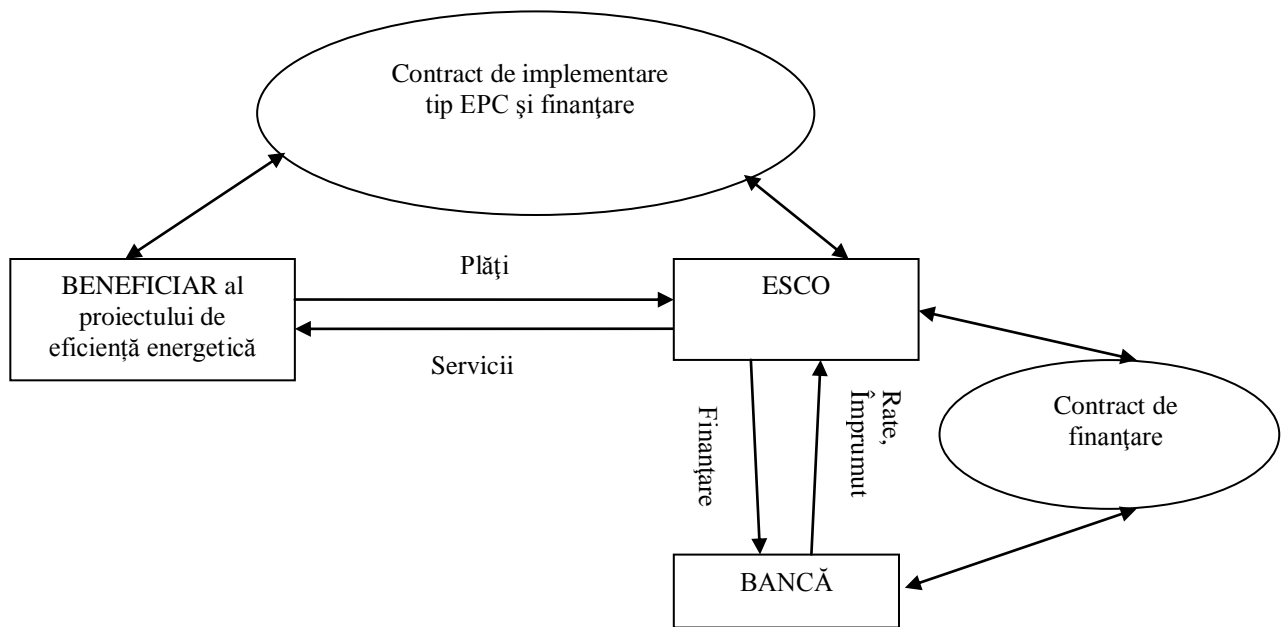 Contract de implementare
tip EPC şi finanţare
Plăţi
BENEFICIAR al
proiectului de
eficiență energetică
ESCO
Servicii
Finanţare
Rate,
Împrumut
Contract de
finanţare
BANCĂ